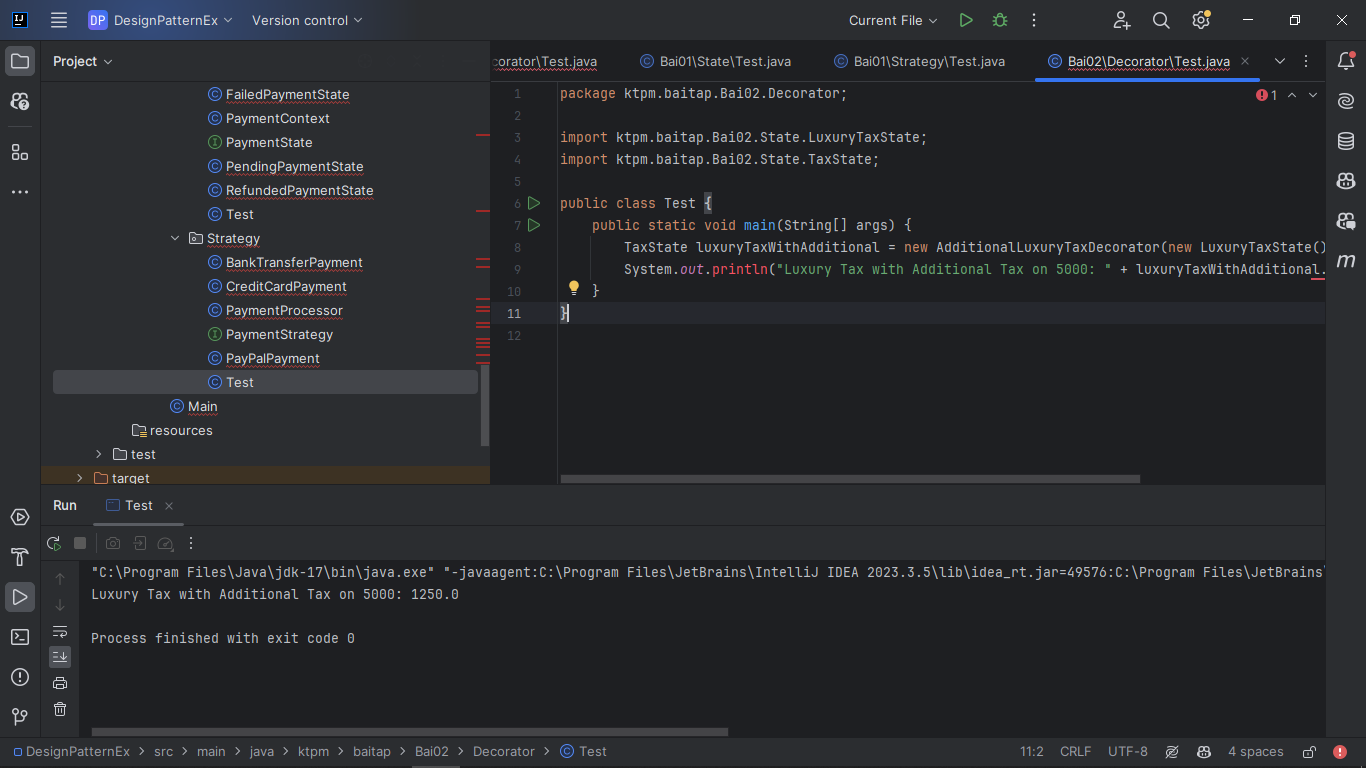 DP DesignPatternEx Version control Current File
Project
corator\Test.java Bai01\State\Test.java Bai01\Strategy\Test.java Bai02\Decorator\Test.java
FailedPaymentState
PaymentContext
PaymentState
PendingPaymentState
RefundedPaymentState
Test
Strategy
BankTransferPayment
CreditCardPayment
PaymentProcessor
PaymentStrategy
PayPalPayment
Test
Main
resources
test
target
1 package ktpm.baitap.Bai02.Decorator;
2
3 import ktpm.baitap.Bai02.State.LuxuryTaxState;
4 import ktpm.baitap.Bai02.State.TaxState;
5
6 public class Test {
7 public static void main(String[] args) {
8 TaxState luxuryTaxWithAdditional = new AdditionalLuxuryTaxDecorator(new LuxuryTaxState()
9 System.out.println("Luxury Tax with Additional Tax on 5000: " + luxuryTaxWithAdditional.
10 }
11 }
12
1
Run Test
"C:\Program Files\Java\jdk-17\bin\java.exe" "-javaagent:C:\Program Files\JetBrains\IntelliJ IDEA 2023.3.5\lib\idea_rt.jar=49576:C:\Program Files\JetBrains\
Luxury Tax with Additional Tax on 5000: 1250.0
Process finished with exit code 0
DesignPatternEx > src > main > java > ktpm > baitap > Bai02 > Decorator > Test 11:2 CRLF UTF-8 4 spaces